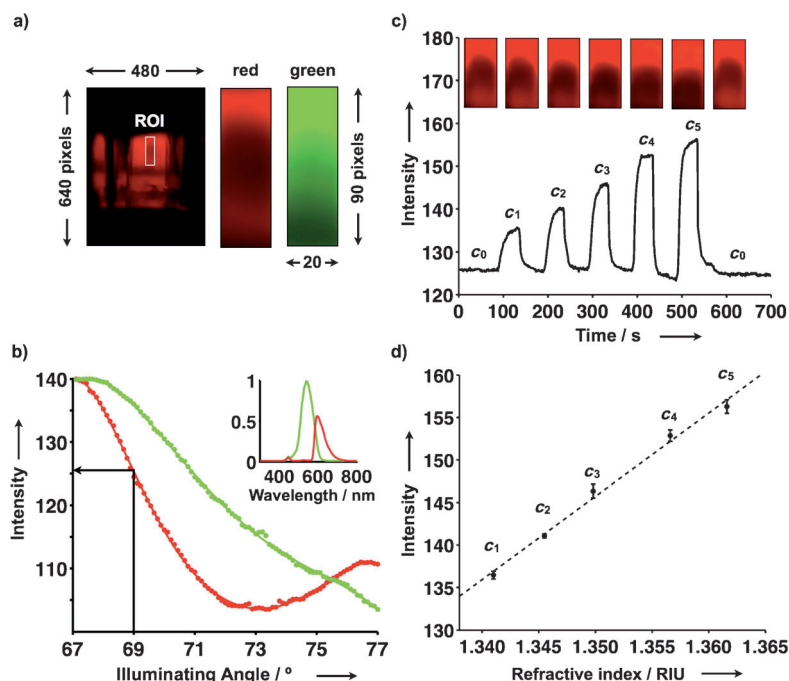 a)
480
red
green
ROI
640 pixels
90 pixels
20
b)
Intensity
140
130
120
110
67
69
71
73
75
77
Illuminating Angle / º
1
0.5
0
300
400
600
800
Wavelength / nm
c)
Intensity
180
170
160
150
140
130
120
c0
c1
c2
c3
c4
c5
c0
0
100
200
300
400
500
600
700
Time / s
d)
Intensity
160
155
150
145
140
135
130
c1
c2
c3
c4
c5
1.340
1.345
1.350
1.355
1.360
1.365
Refractive index / RIU